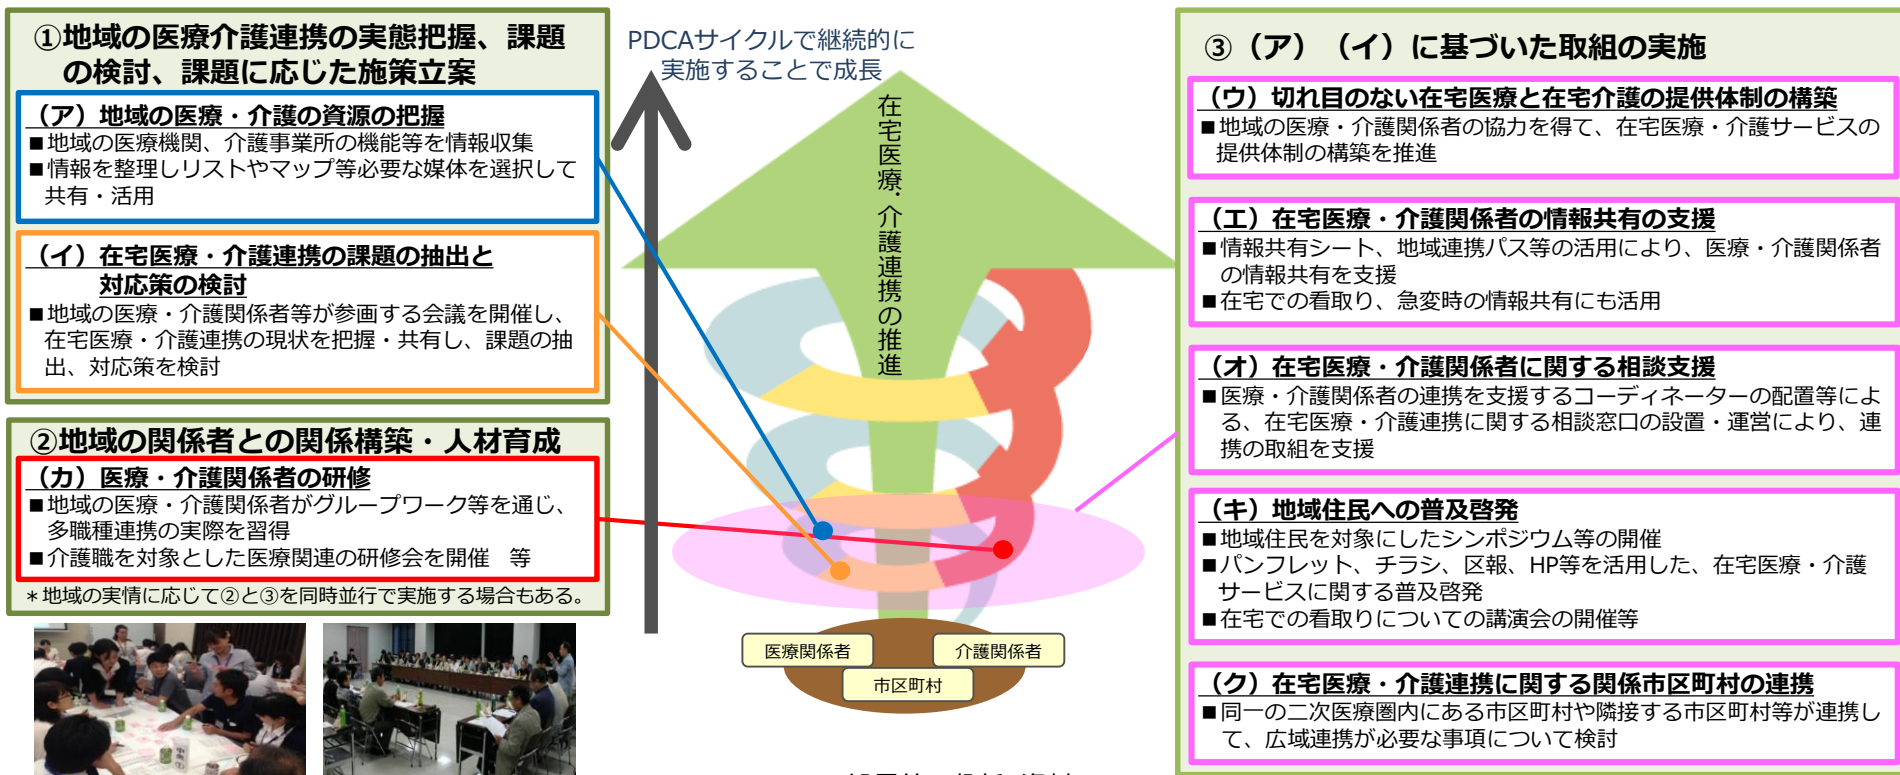 ①地域の医療介護連携の実態把握、課題
の検討、課題に応じた施策立案
（ア）地域の医療・介護の資源の把握
■地域の医療機関、介護事業所の機能等を情報収集
■情報を整理しリストやマップ等必要な媒体を選択して
共有・活用
（イ）在宅医療・介護連携の課題の抽出と
対応策の検討
■地域の医療・介護関係者等が参画する会議を開催し、
在宅医療・介護連携の現状を把握・共有し、課題の抽
出、対応策を検討
②地域の関係者との関係構築・人材育成
（カ）医療・介護関係者の研修
■地域の医療・介護関係者がグループワーク等を通じ、
多職種連携の実際を習得
■介護職を対象とした医療関連の研修会を開催　等
＊地域の実情に応じて②と③を同時並行で実施する場合もある。
PDCAサイクルで継続的に
実施することで成長
在宅医療・介護連携の推進
医療関係者
介護関係者
市区町村
③（ア）（イ）に基づいた取組の実施
（ウ）切れ目のない在宅医療と在宅介護の提供体制の構築
■地域の医療・介護関係者の協力を得て、在宅医療・介護サービスの
提供体制の構築を推進
（エ）在宅医療・介護関係者の情報共有の支援
■情報共有シート、地域連携パス等の活用により、医療・介護関係者
の情報共有を支援
■在宅での看取り、急変時の情報共有にも活用
（オ）在宅医療・介護関係者に関する相談支援
■医療・介護関係者の連携を支援するコーディネーターの配置等によ
る、在宅医療・介護連携に関する相談窓口の設置・運営により、連
携の取組を支援
（キ）地域住民への普及啓発
■地域住民を対象にしたシンポジウム等の開催
■パンフレット、チラシ、区報、HP等を活用した、在宅医療・介護
サービスに関する普及啓発
■在宅での看取りについての講演会の開催等
（ク）在宅医療・介護連携に関する関係市区町村の連携
■同一の二次医療圏内にある市区町村や隣接する市区町村等が連携し
て、広域連携が必要な事項について検討